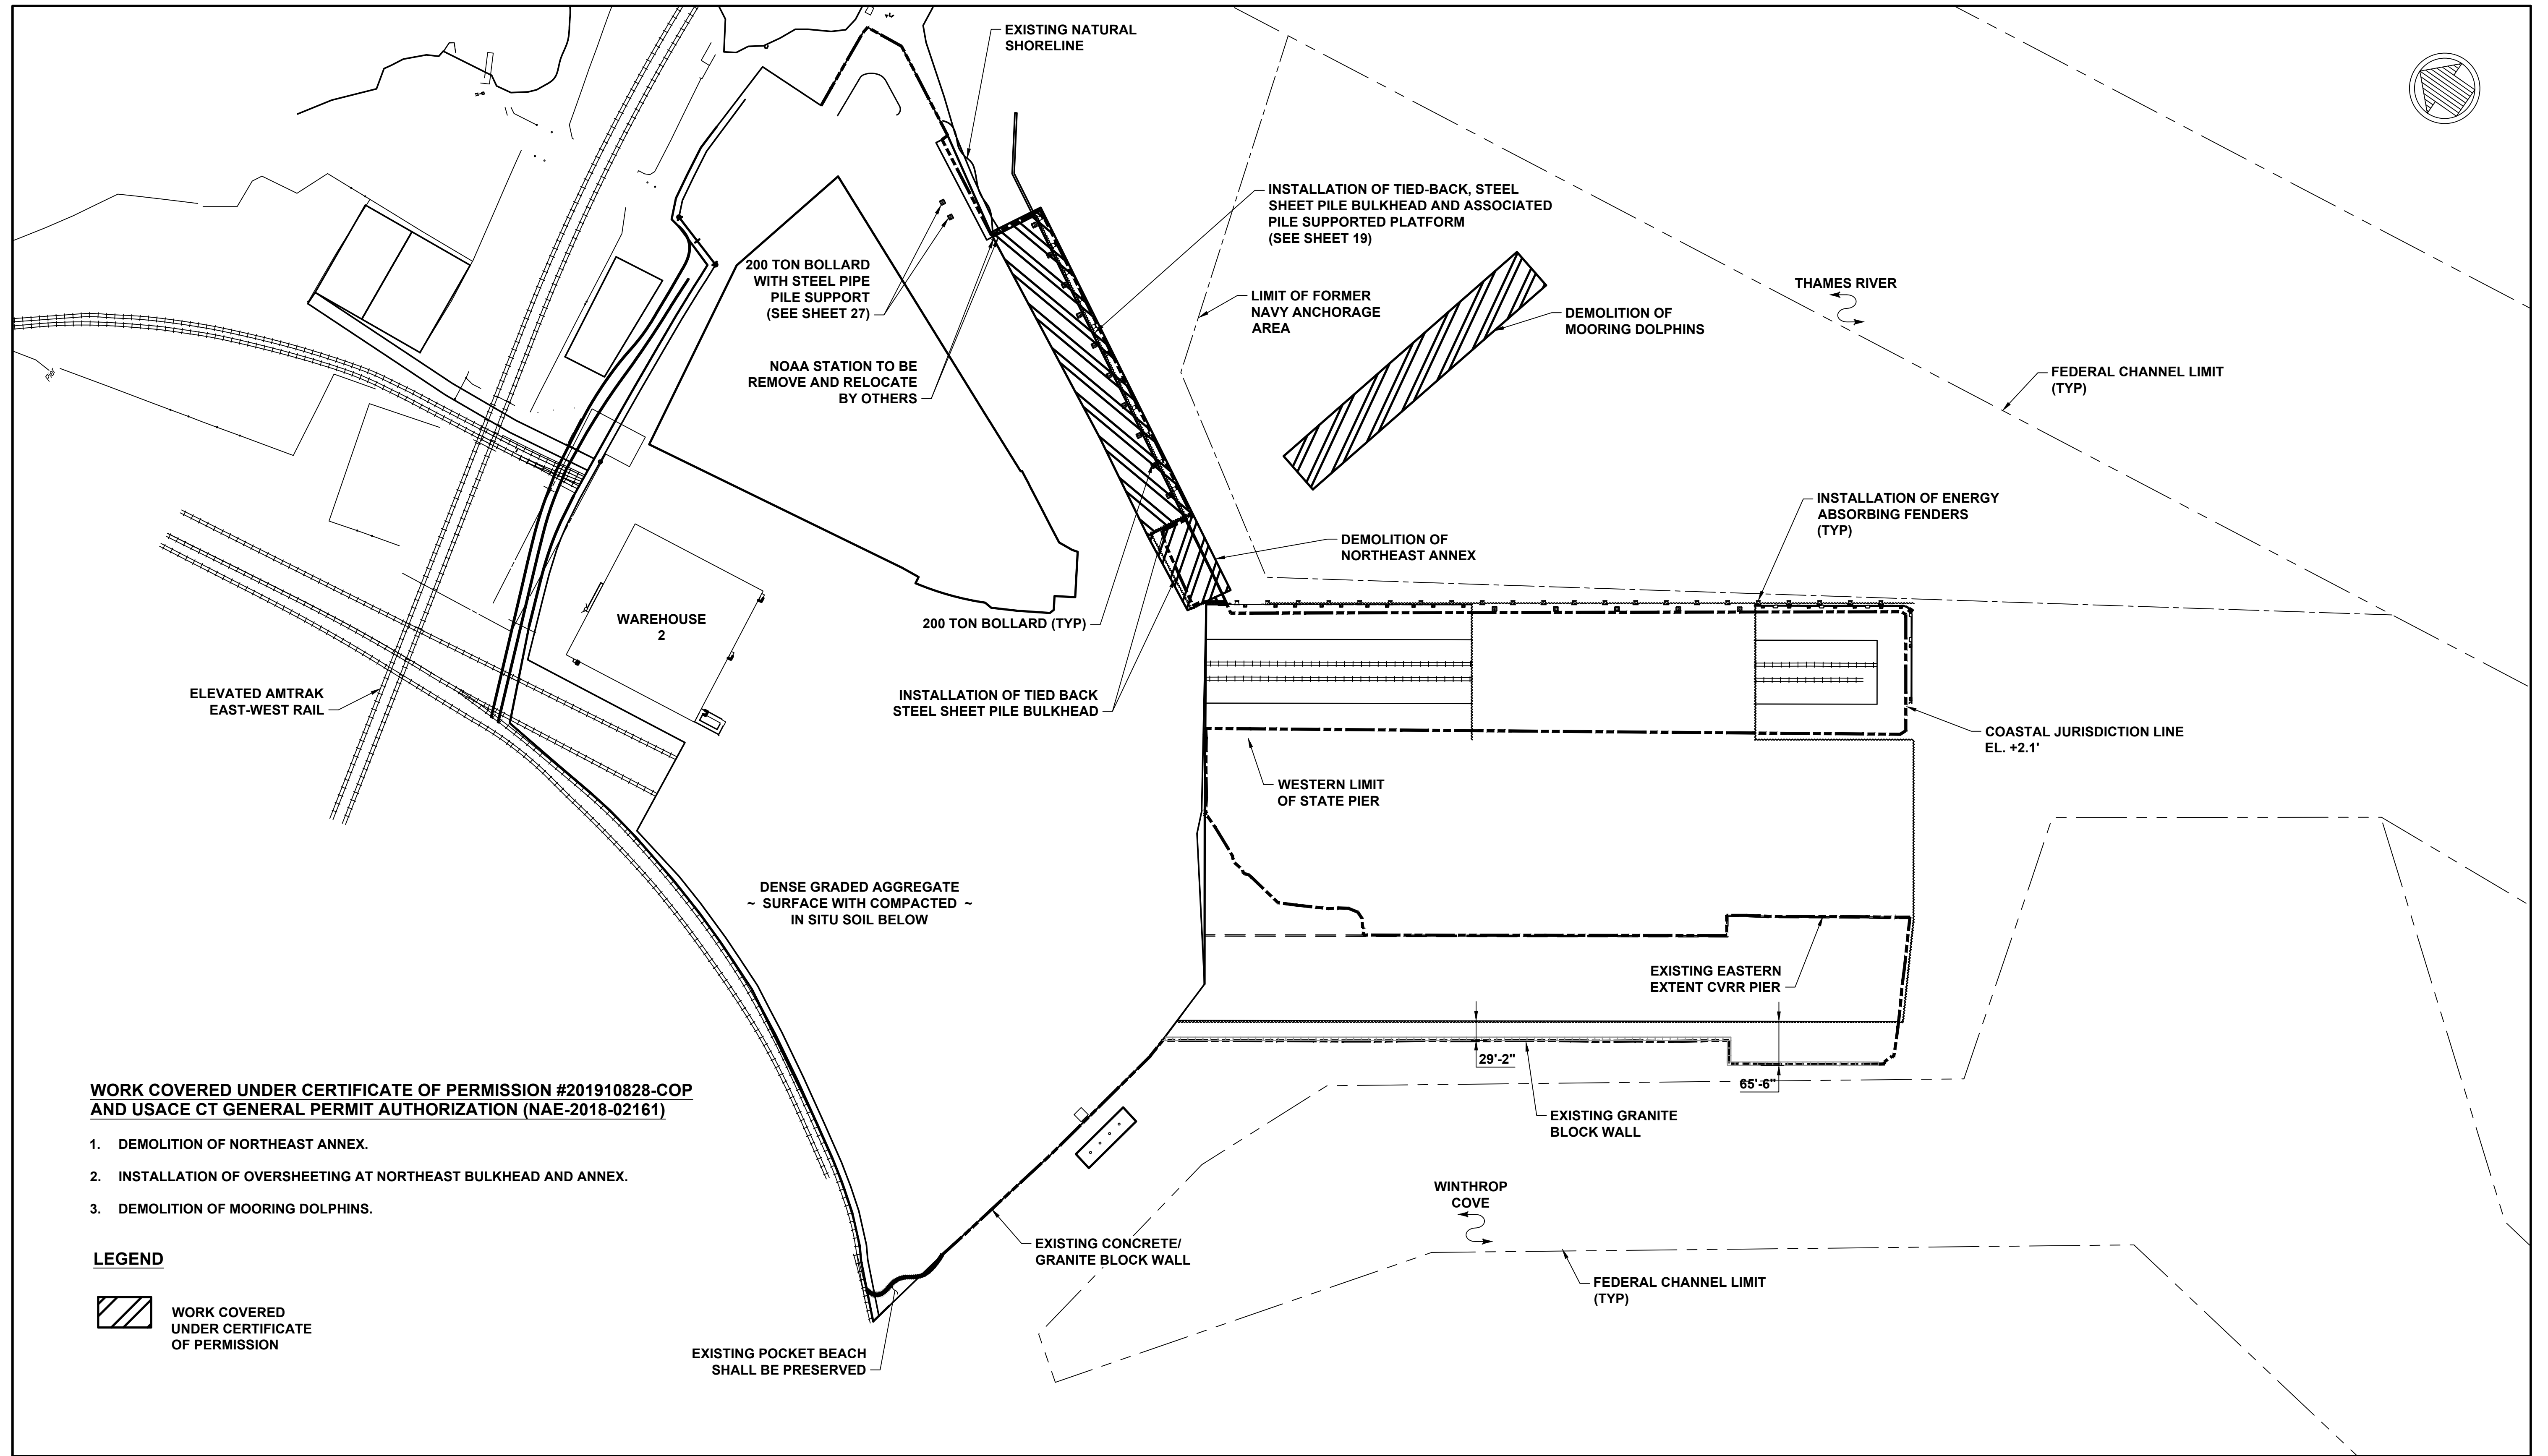 EXISTING NATURAL
SHORELINE
INSTALLATION OF TIED-BACK, STEEL
SHEET PILE BULKHEAD AND ASSOCIATED
PILE SUPPORTED PLATFORM
(SEE SHEET 19)
200 TON BOLLARD
WITH STEEL PIPE
PILE SUPPORT
(SEE SHEET 27)
LIMIT OF FORMER
NAVY ANCHORAGE
AREA
DEMOLITION OF
MOORING DOLPHINS
THAMES RIVER
FEDERAL CHANNEL LIMIT
(TYP)
NOAA STATION TO BE
REMOVE AND RELOCATE
BY OTHERS
Pier
INSTALLATION OF ENERGY
ABSORBING FENDERS
(TYP)
DEMOLITION OF
NORTHEAST ANNEX
WAREHOUSE
2
200 TON BOLLARD (TYP)
ELEVATED AMTRAK
EAST-WEST RAIL
INSTALLATION OF TIED BACK
STEEL SHEET PILE BULKHEAD
COASTAL JURISDICTION LINE
EL. +2.1'
WESTERN LIMIT
OF STATE PIER
DENSE GRADED AGGREGATE
~ SURFACE WITH COMPACTED ~
IN SITU SOIL BELOW
EXISTING EASTERN
EXTENT CVRR PIER
29'-2"
65'-6"
EXISTING GRANITE
BLOCK WALL
WORK COVERED UNDER CERTIFICATE OF PERMISSION #201910828-COP
AND USACE CT GENERAL PERMIT AUTHORIZATION (NAE-2018-02161)
1. DEMOLITION OF NORTHEAST ANNEX.
2. INSTALLATION OF OVERSHEETING AT NORTHEAST BULKHEAD AND ANNEX.
3. DEMOLITION OF MOORING DOLPHINS.
WINTHROP
COVE
EXISTING CONCRETE/
GRANITE BLOCK WALL
FEDERAL CHANNEL LIMIT
(TYP)
LEGEND
WORK COVERED
UNDER CERTIFICATE
OF PERMISSION
EXISTING POCKET BEACH
SHALL BE PRESERVED